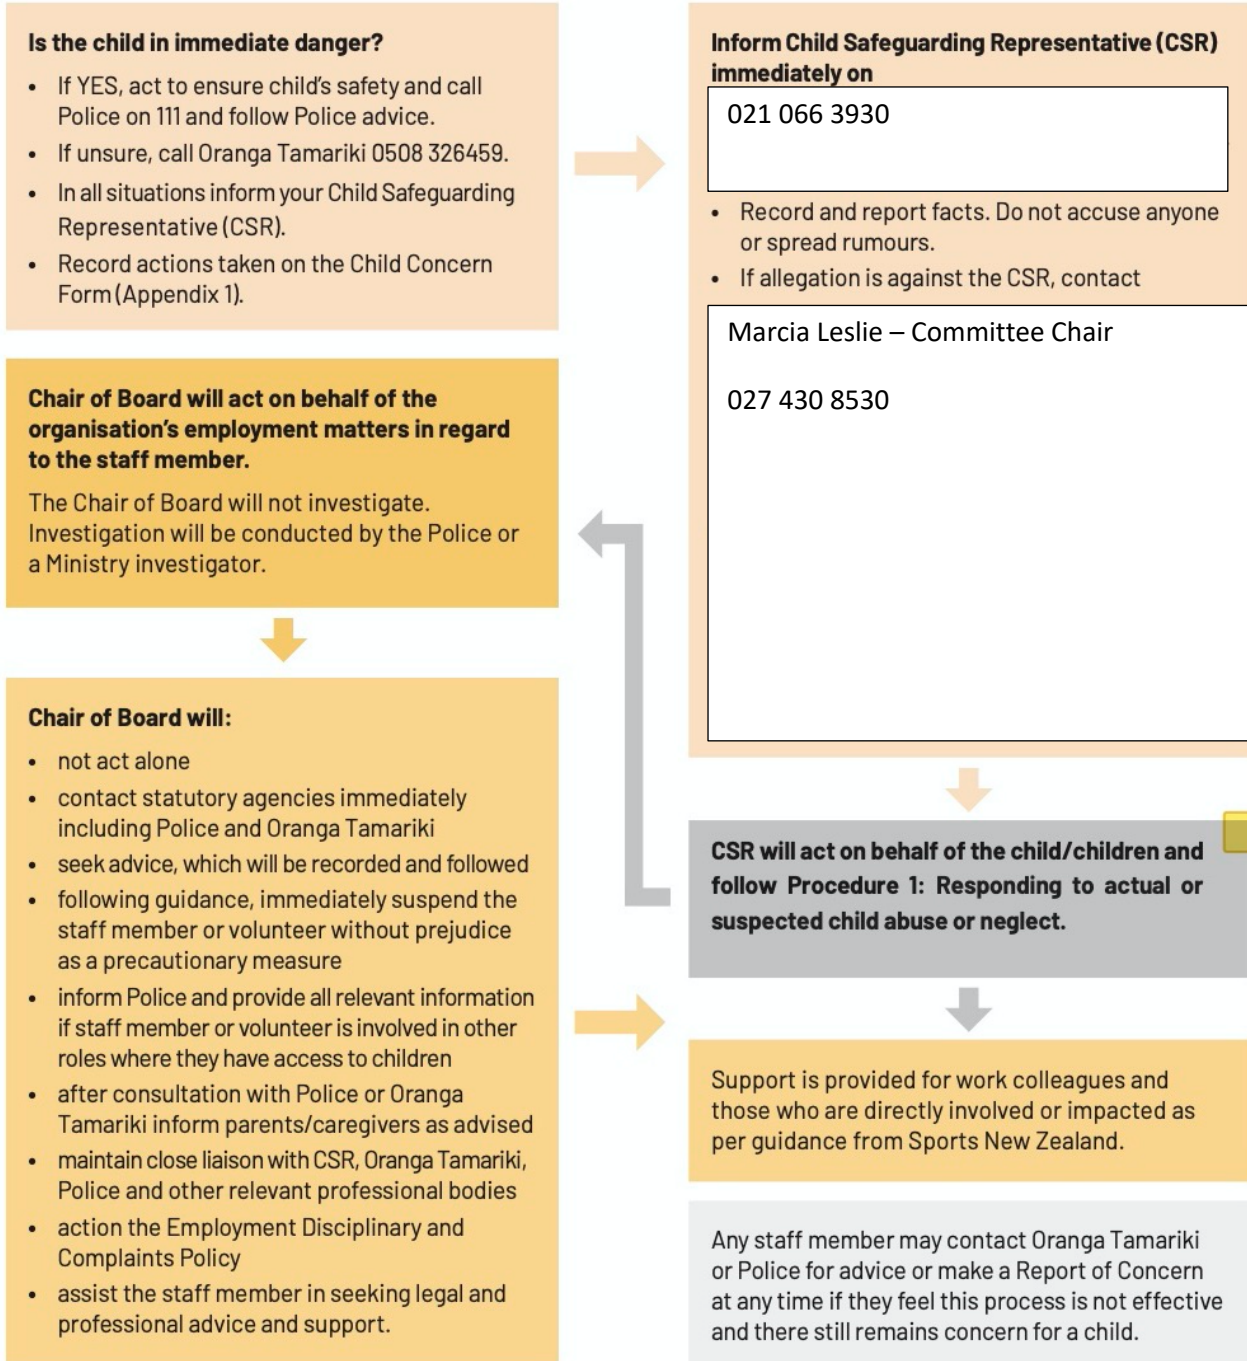 Is the child in immediate danger?
• If YES, act to ensure child's safety and call
Police on 111 and follow Police advice.
• If unsure, call Oranga Tamariki 0508 326459.
• In all situations inform your Child Safeguarding
Representative (CSR).
• Record actions taken on the Child Concern
Form (Appendix 1).
Inform Child Safeguarding Representative (CSR)
immediately on
021 066 3930
• Record and report facts. Do not accuse anyone
or spread rumours.
• If allegation is against the CSR, contact
Marcia Leslie – Committee Chair
027 430 8530
CSR will act on behalf of the child/children and
follow Procedure 1: Responding to actual or
suspected child abuse or neglect.
Chair of Board will act on behalf of the
organisation's employment matters in regard
to the staff member.
The Chair of Board will not investigate.
Investigation will be conducted by the Police or
a Ministry investigator.
Chair of Board will:
• not act alone
• contact statutory agencies immediately
including Police and Oranga Tamariki
• seek advice, which will be recorded and followed
• following guidance, immediately suspend the
staff member or volunteer without prejudice
as a precautionary measure
• inform Police and provide all relevant information
if staff member or volunteer is involved in other
roles where they have access to children
• after consultation with Police or Oranga
Tamariki inform parents/caregivers as advised
• maintain close liaison with CSR, Oranga Tamariki,
Police and other relevant professional bodies
• action the Employment Disciplinary and
Complaints Policy
• assist the staff member in seeking legal and
professional advice and support.
Support is provided for work colleagues and
those who are directly involved or impacted as
per guidance from Sports New Zealand.
Any staff member may contact Oranga Tamariki
or Police for advice or make a Report of Concern
at any time if they feel this process is not effective
and there still remains concern for a child.